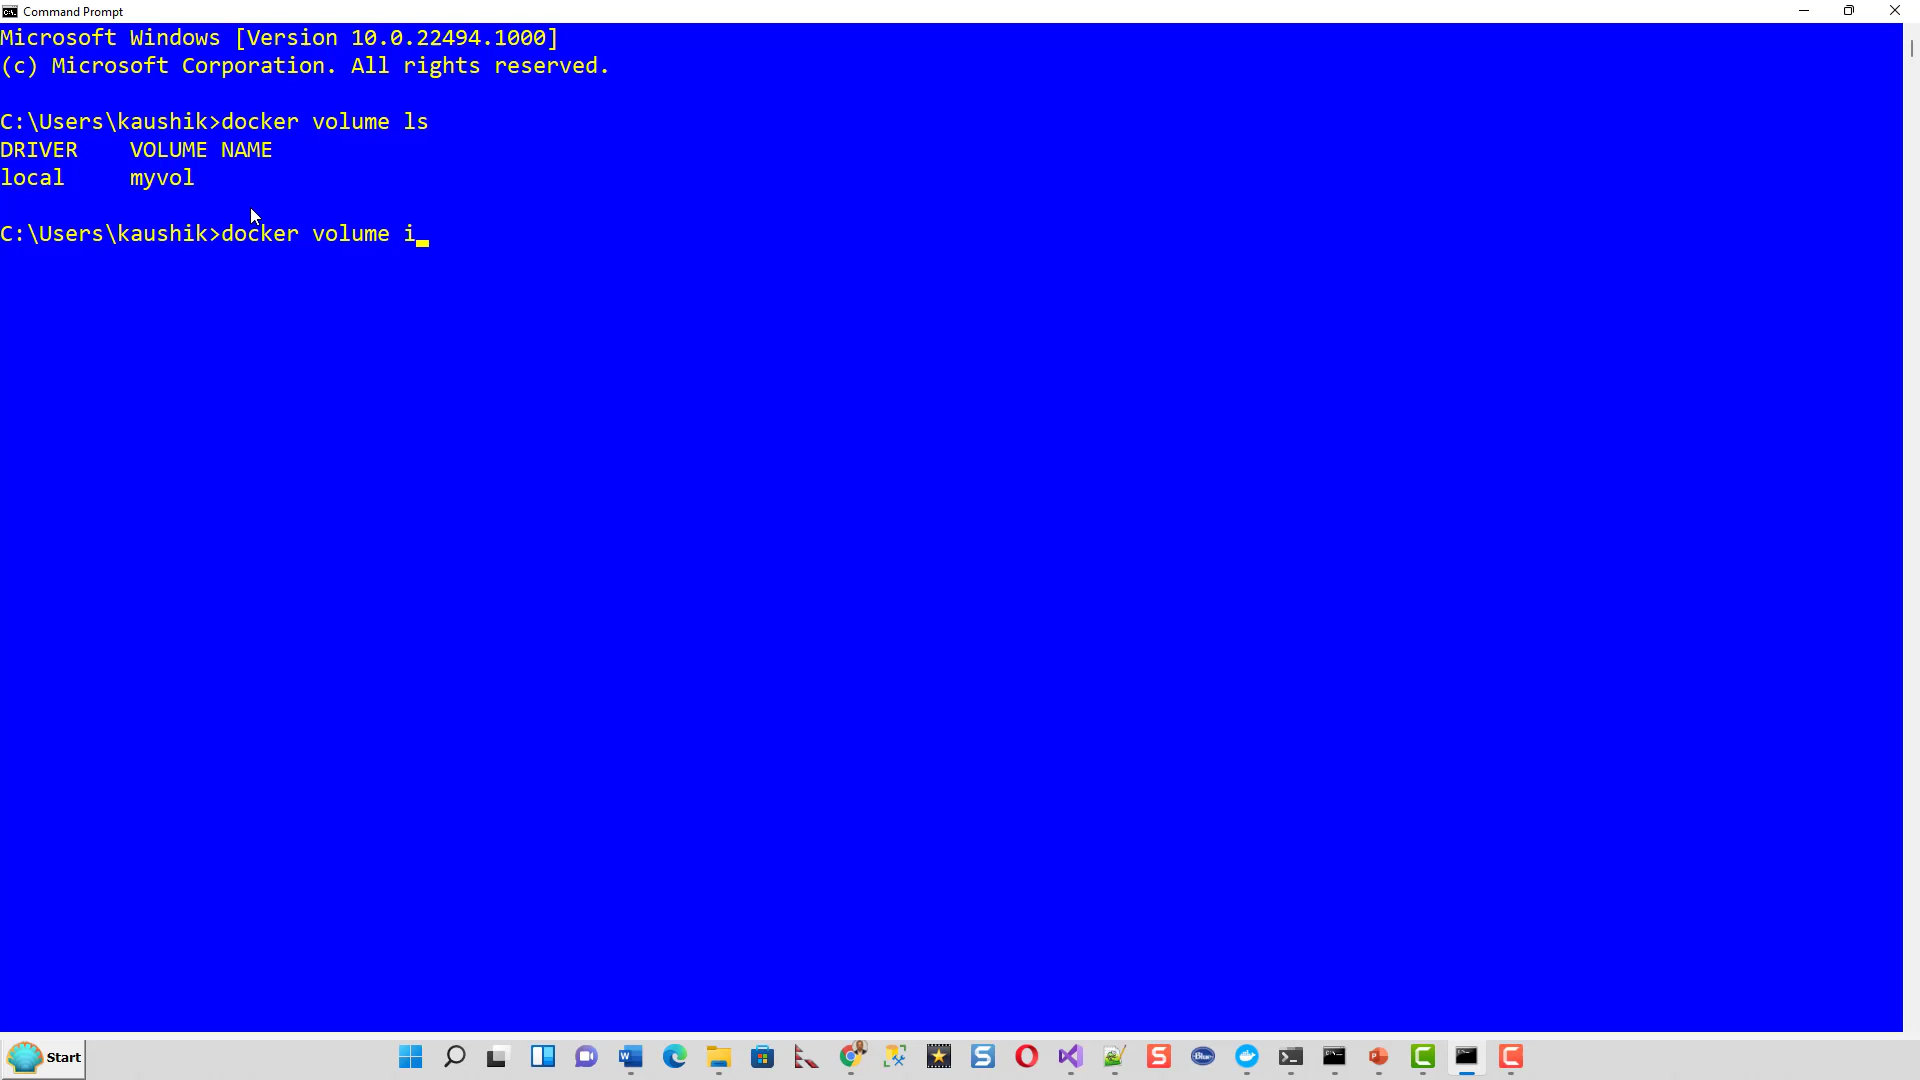 Command Prompt
Microsoft Windows [Version 10.0.22494.1000]
(c) Microsoft Corporation. All rights reserved.
C:\Users\kaushik>docker volume ls
DRIVER    VOLUME NAME
local     myvol
C:\Users\kaushik>docker volume i
Start